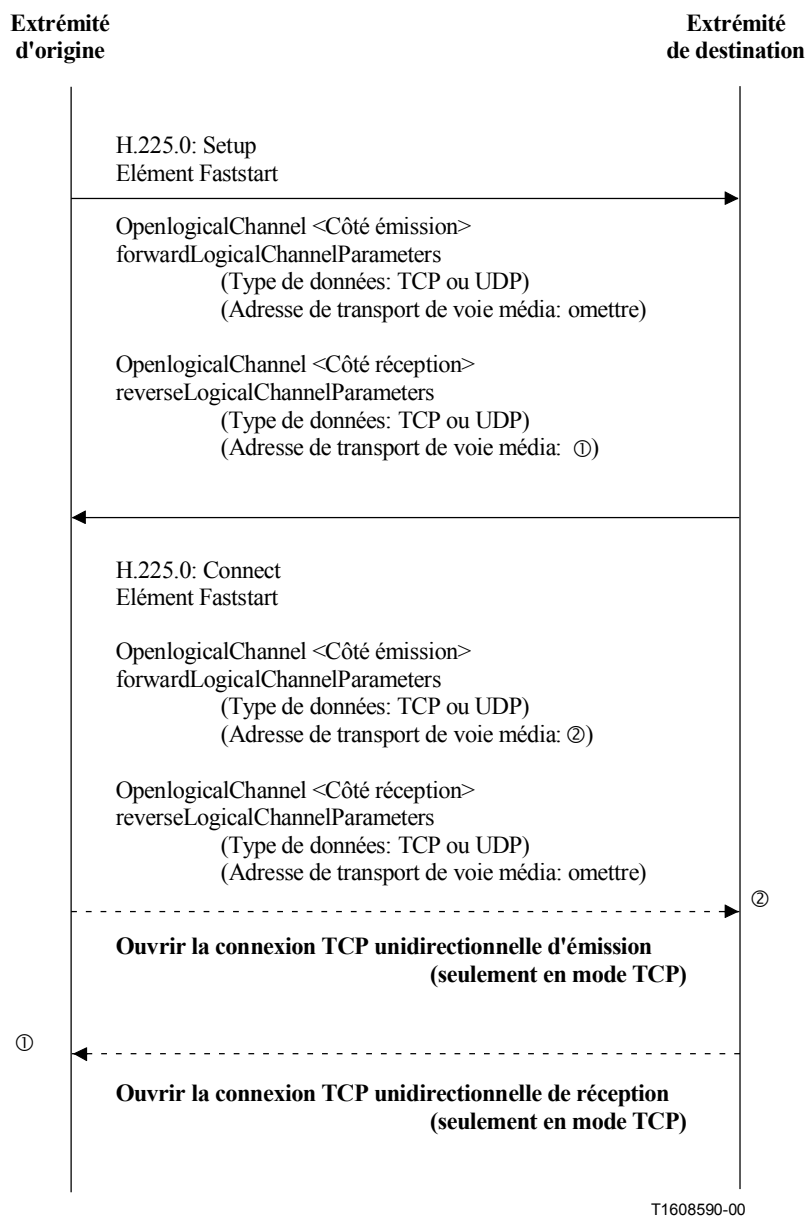 Extrémité
d'origine
Extrémité
de destination
H.225.0: Setup
Elément Faststart
OpenlogicalChannel <Côté émission>
forwardLogicalChannelParameters
(Type de données: TCP ou UDP)
(Adresse de transport de voie média: omettre)
OpenlogicalChannel <Côté réception>
reverseLogicalChannelParameters
(Type de données: TCP ou UDP)
(Adresse de transport de voie média: ①)
H.225.0: Connect
Elément Faststart
OpenlogicalChannel <Côté émission>
forwardLogicalChannelParameters
(Type de données: TCP ou UDP)
(Adresse de transport de voie média: ②)
OpenlogicalChannel <Côté réception>
reverseLogicalChannelParameters
(Type de données: TCP ou UDP)
(Adresse de transport de voie média: omettre)
②
Ouvrir la connexion TCP unidirectionnelle d'émission
(seulement en mode TCP)
①
Ouvrir la connexion TCP unidirectionnelle de réception
(seulement en mode TCP)
T1608590-00